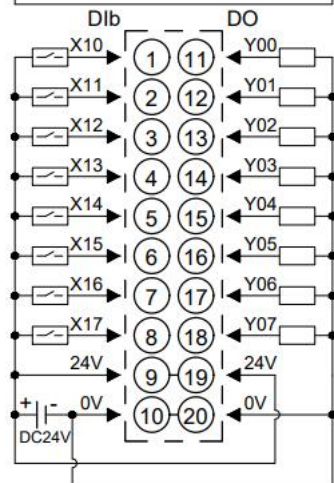 DIb DO
X10 1 11 Y00
X11 2 12 Y01
X12 3 13 Y02
X13 4 14 Y03
X14 5 15 Y04
X15 6 16 Y05
X16 7 17 Y06
X17 8 18 Y07
24V 9 19 24V
+ - 0V 10 20 0V
DC24V